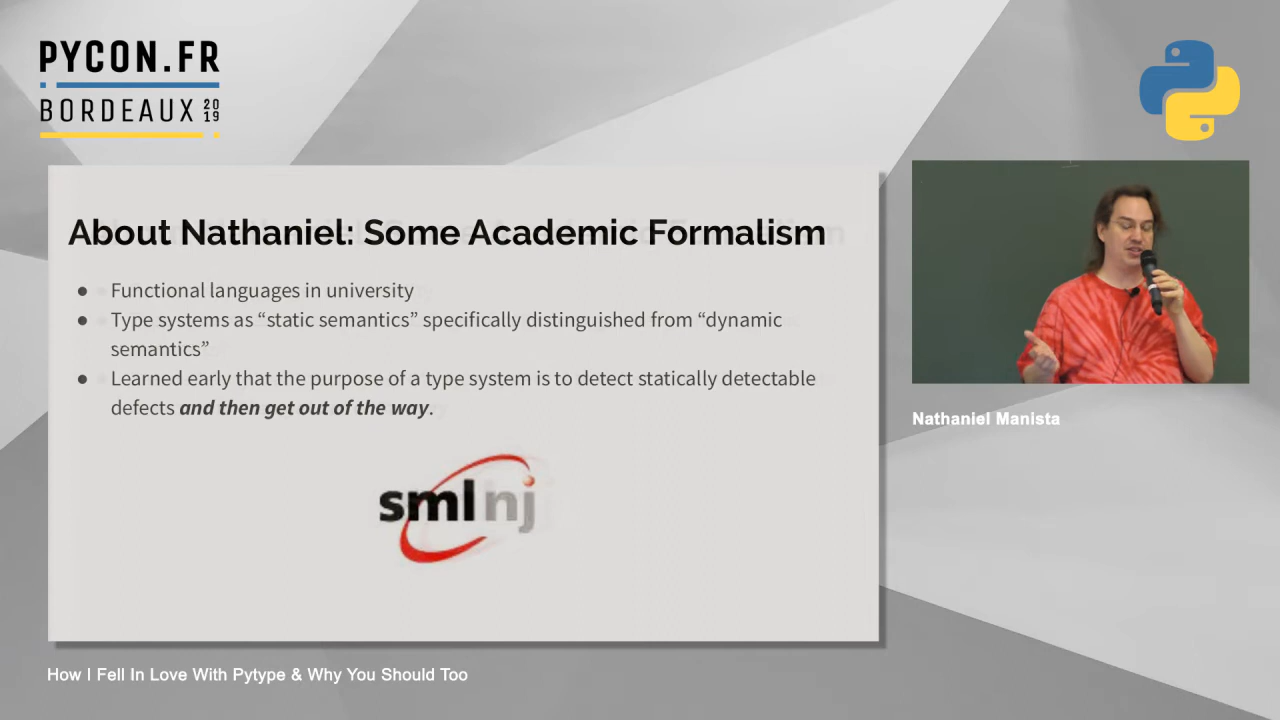 PYCON.FR
BORDEAUX 2019
About Nathaniel: Some Academic Formalism
● Functional languages in university
● Type systems as “static semantics” specifically distinguished from “dynamic
semantics”
● Learned early that the purpose of a type system is to detect statically detectable
defects and then get out of the way.
smlnj
Nathaniel Manista
How I Fell In Love With Pytype & Why You Should Too